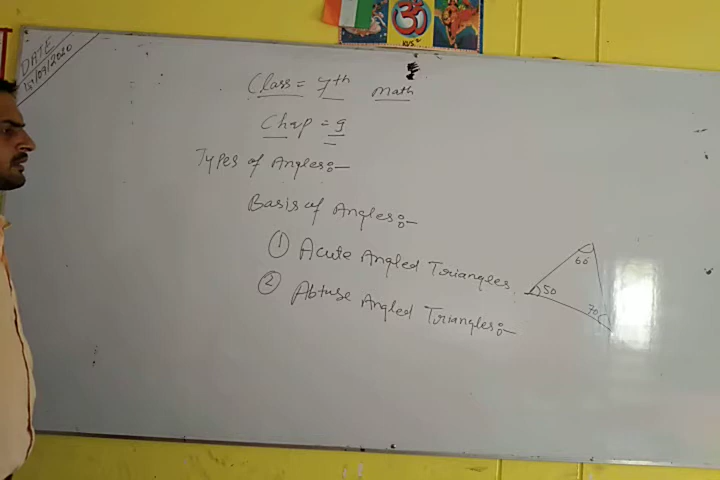 DATE
Class = 7th Math
Chap = 9
Types of Angles:-
Basis of Angles:-
① Acute Angled Triangles
② Abtuse Angled Triangles:-
60
50
70